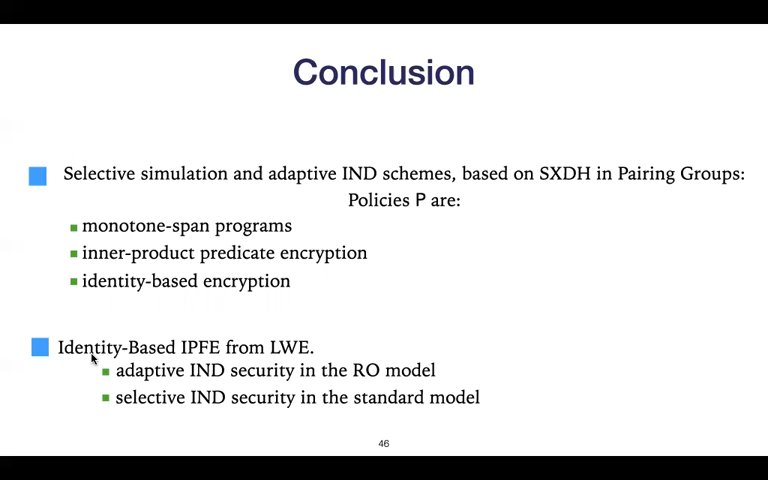 Conclusion
Selective simulation and adaptive IND schemes, based on SXDH in Pairing Groups:
Policies P are:
monotone-span programs
inner-product predicate encryption
identity-based encryption
Identity-Based IPFE from LWE.
adaptive IND security in the RO model
selective IND security in the standard model
46